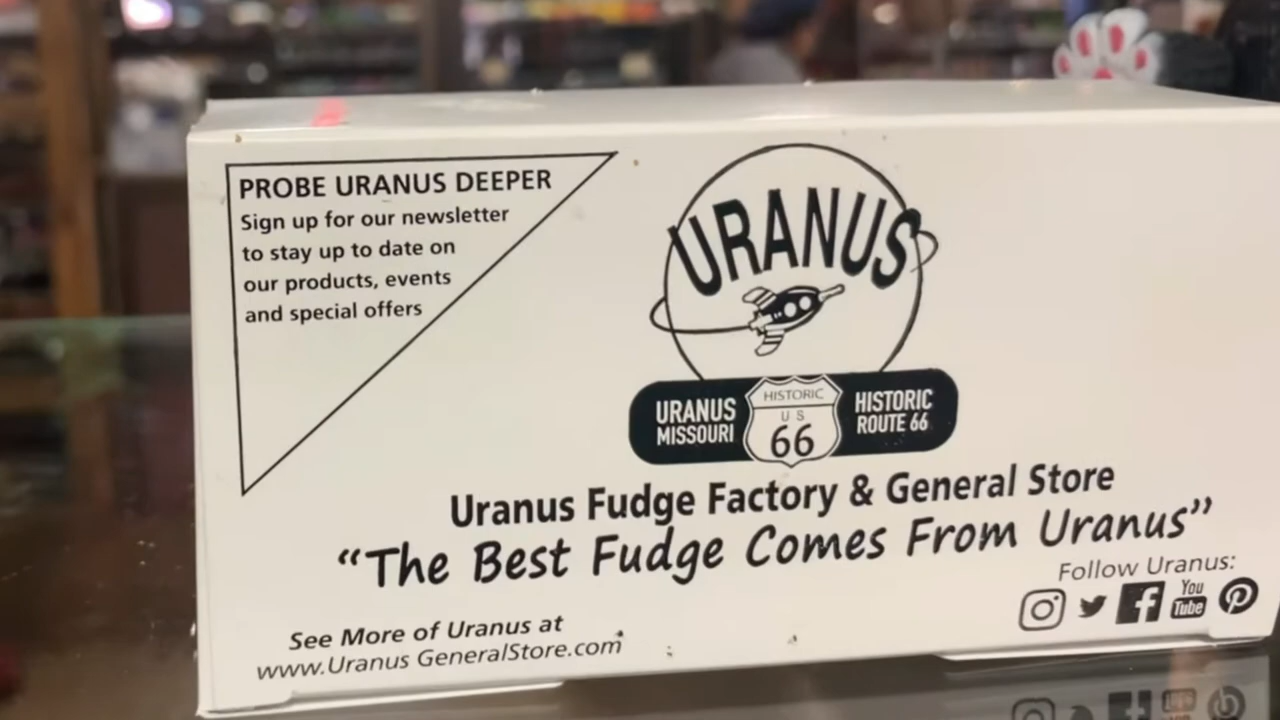 PROBE URANUS DEEPER
Sign up for our newsletter
to stay up to date on
our products, events
and special offers
URANUS
URANUS
MISSOURI
HISTORIC
U S
66
HISTORIC
ROUTE 66
Uranus Fudge Factory & General Store
“The Best Fudge Comes From Uranus”
Follow Uranus:
You
Tube
See More of Uranus at
www.Uranus GeneralStore.com